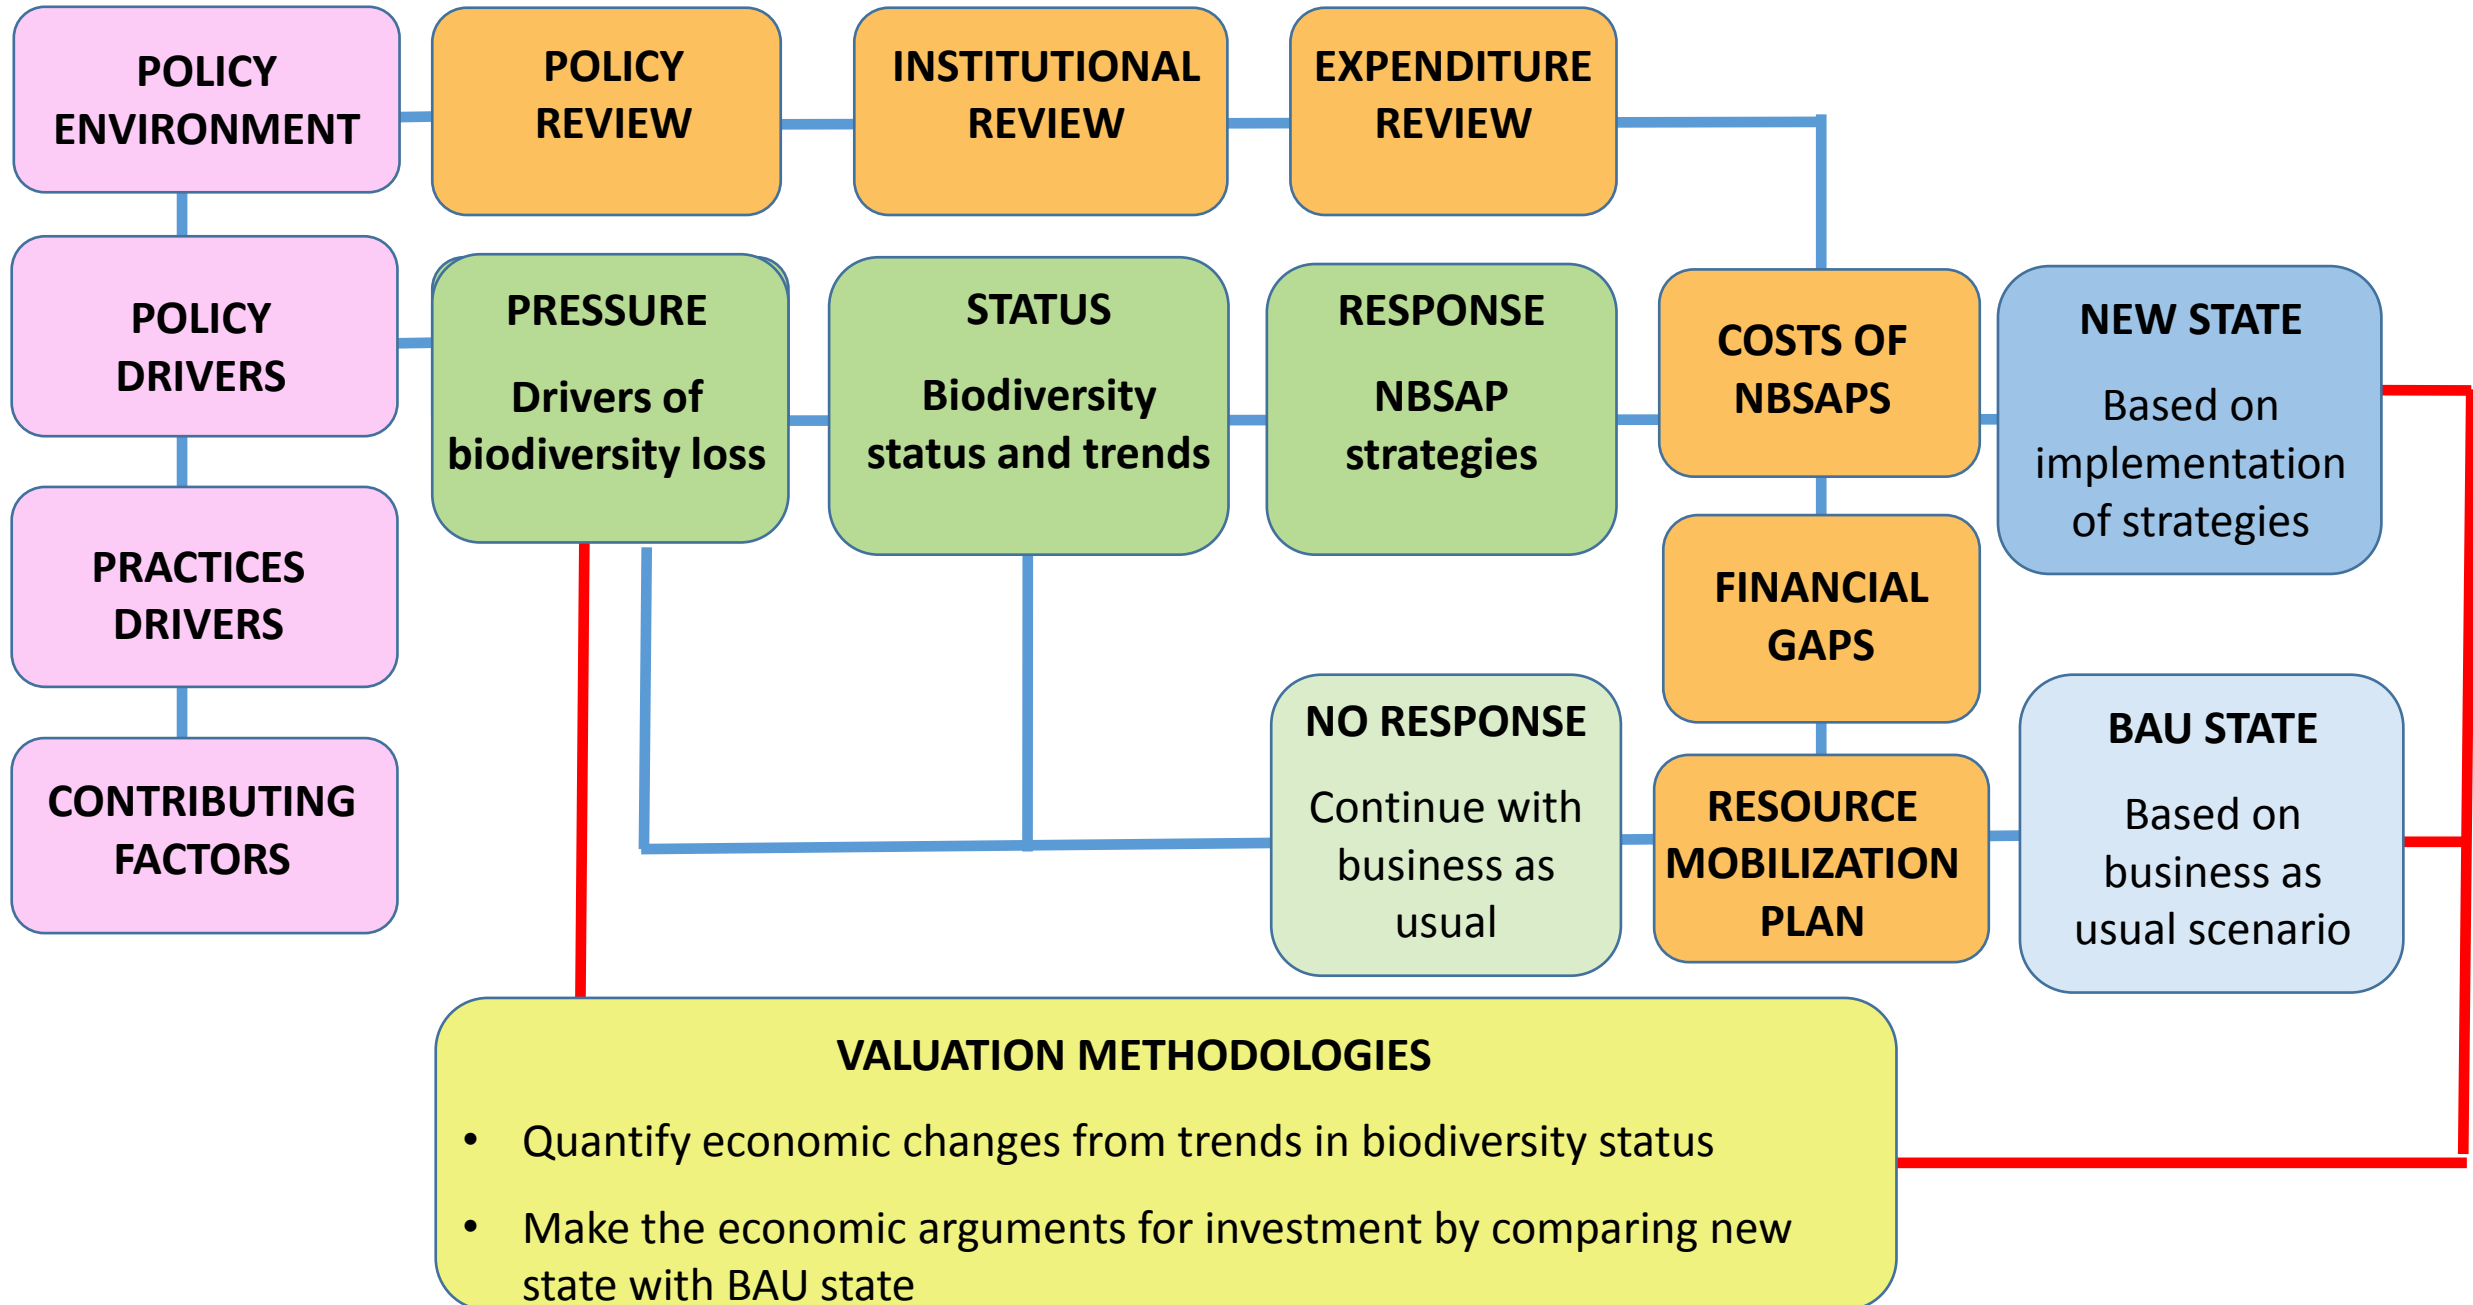 POLICY
ENVIRONMENT
POLICY
REVIEW
INSTITUTIONAL
REVIEW
EXPENDITURE
REVIEW
POLICY
DRIVERS
PRESSURE
Drivers of
biodiversity loss
STATUS
Biodiversity
status and trends
RESPONSE
NBSAP
strategies
COSTS OF
NBSAPS
NEW STATE
Based on
implementation
of strategies
PRACTICES
DRIVERS
FINANCIAL
GAPS
CONTRIBUTING
FACTORS
NO RESPONSE
Continue with
business as
usual
RESOURCE
MOBILIZATION
PLAN
BAU STATE
Based on
business as
usual scenario
VALUATION METHODOLOGIES
• Quantify economic changes from trends in biodiversity status
• Make the economic arguments for investment by comparing new
state with BAU state